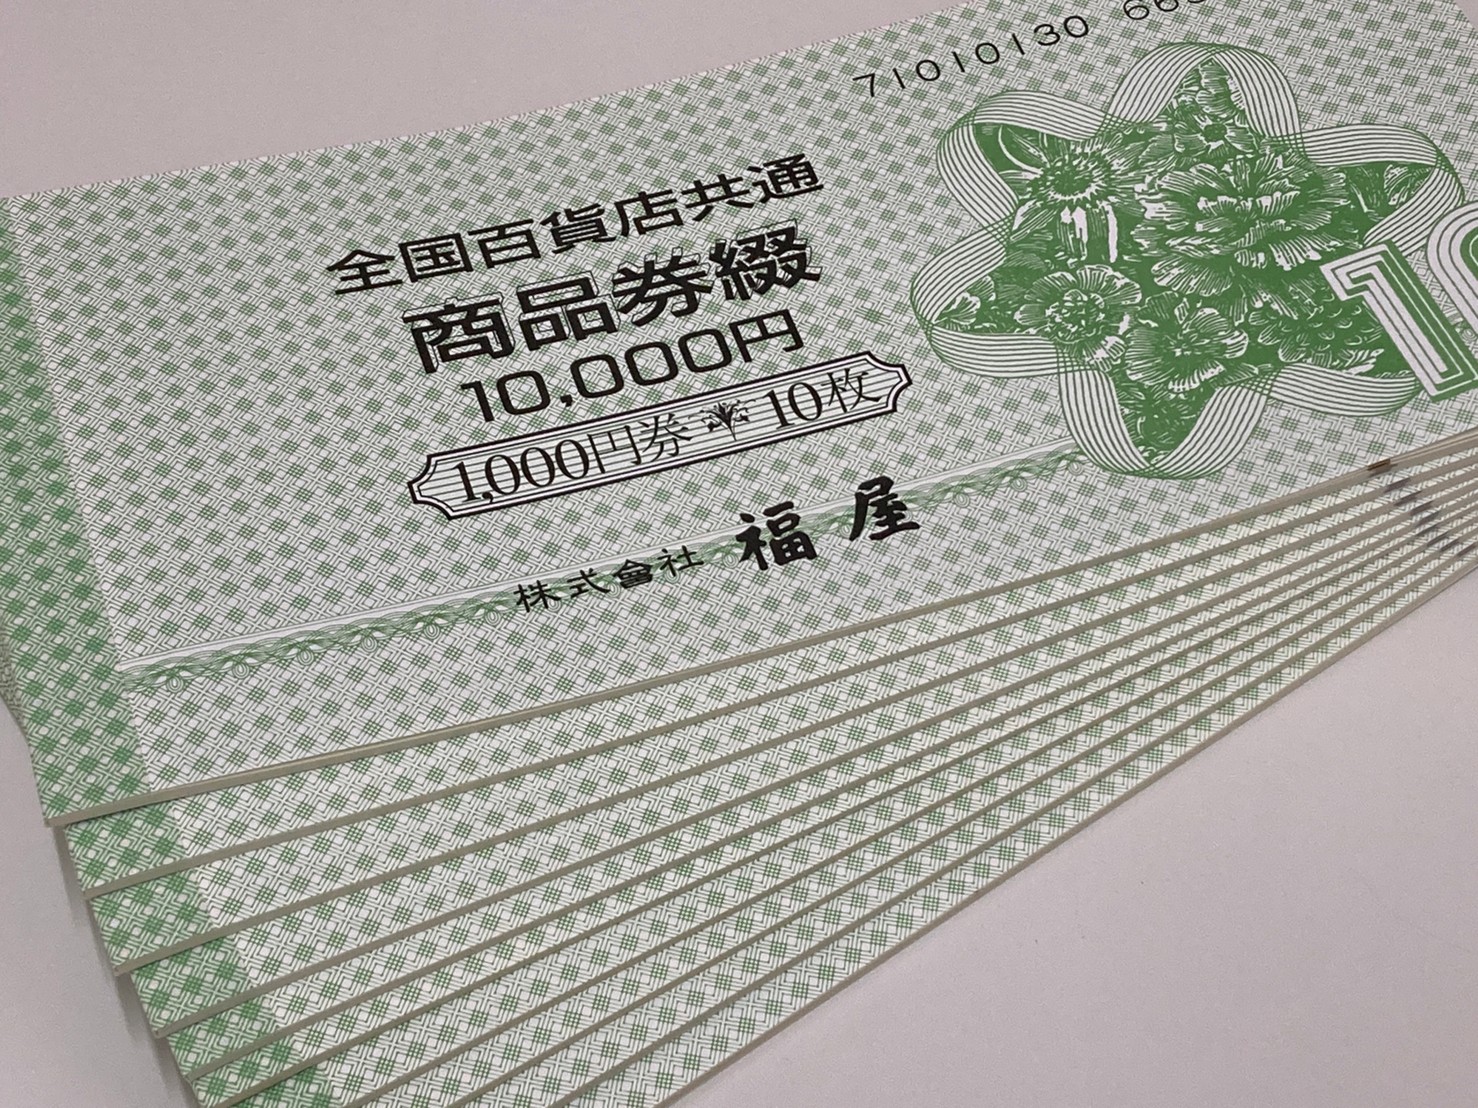 71010130
全国百貨店共通
商品券綴
10,000円
1,000円券 10枚
株式會社 福屋